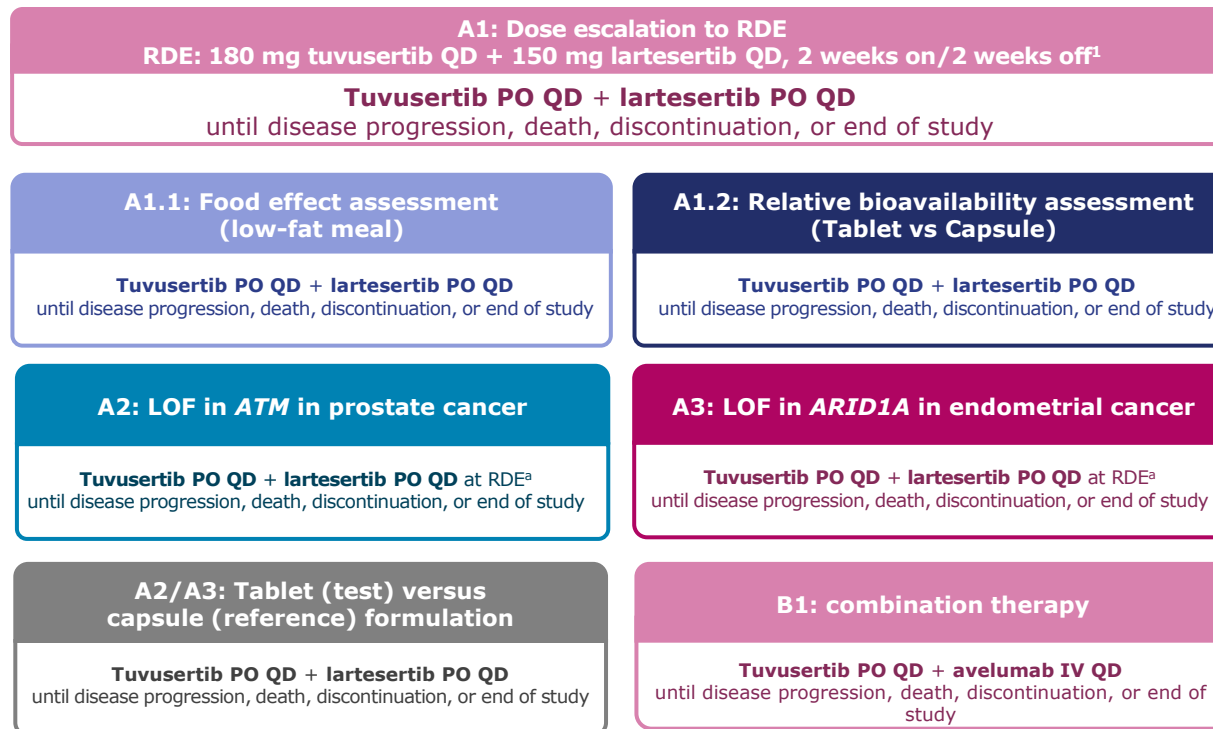 A1: Dose escalation to RDE
RDE: 180 mg tuvusertib QD + 150 mg lartesertib QD, 2 weeks on/2 weeks off¹
Tuvusertib PO QD + lartesertib PO QD
until disease progression, death, discontinuation, or end of study
A1.1: Food effect assessment
(low-fat meal)
Tuvusertib PO QD + lartesertib PO QD
until disease progression, death, discontinuation, or end of study
A1.2: Relative bioavailability assessment
(Tablet vs Capsule)
Tuvusertib PO QD + lartesertib PO QD
until disease progression, death, discontinuation, or end of study
A2: LOF in ATM in prostate cancer
Tuvusertib PO QD + lartesertib PO QD at RDEᵃ
until disease progression, death, discontinuation, or end of study
A3: LOF in ARID1A in endometrial cancer
Tuvusertib PO QD + lartesertib PO QD at RDEᵃ
until disease progression, death, discontinuation, or end of study
A2/A3: Tablet (test) versus
capsule (reference) formulation
Tuvusertib PO QD + lartesertib PO QD
until disease progression, death, discontinuation, or end of study
B1: combination therapy
Tuvusertib PO QD + avelumab IV QD
until disease progression, death, discontinuation, or end of
study